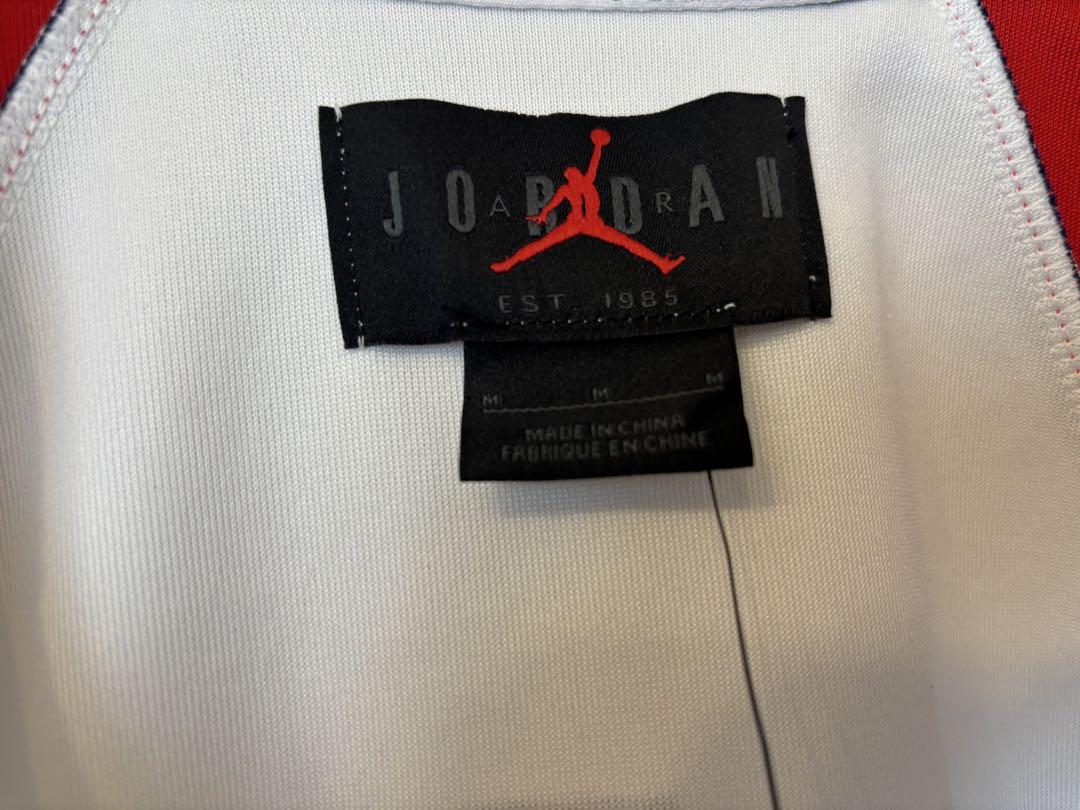 JORDAN
AIR
EST. 1985
M M M
MADE IN CHINA
FABRIQUE EN CHINE